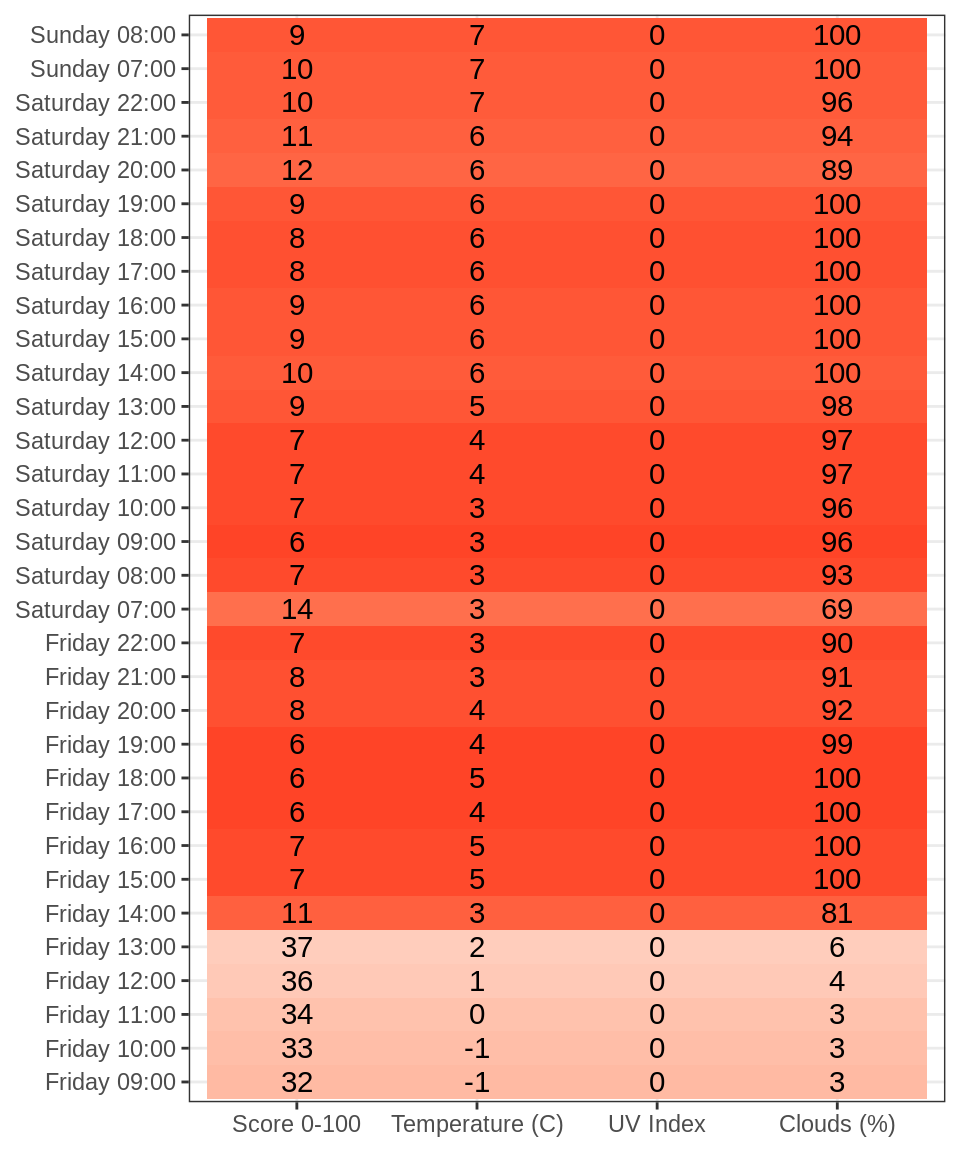 Sunday 08:00 9 7 0 100
Sunday 07:00 10 7 0 100
Saturday 22:00 10 7 0 96
Saturday 21:00 11 6 0 94
Saturday 20:00 12 6 0 89
Saturday 19:00 9 6 0 100
Saturday 18:00 8 6 0 100
Saturday 17:00 8 6 0 100
Saturday 16:00 9 6 0 100
Saturday 15:00 9 6 0 100
Saturday 14:00 10 6 0 100
Saturday 13:00 9 5 0 98
Saturday 12:00 7 4 0 97
Saturday 11:00 7 4 0 97
Saturday 10:00 7 3 0 96
Saturday 09:00 6 3 0 96
Saturday 08:00 7 3 0 93
Saturday 07:00 14 3 0 69
Friday 22:00 7 3 0 90
Friday 21:00 8 3 0 91
Friday 20:00 8 4 0 92
Friday 19:00 6 4 0 99
Friday 18:00 6 5 0 100
Friday 17:00 6 4 0 100
Friday 16:00 7 5 0 100
Friday 15:00 7 5 0 100
Friday 14:00 11 3 0 81
Friday 13:00 37 2 0 6
Friday 12:00 36 1 0 4
Friday 11:00 34 0 0 3
Friday 10:00 33 -1 0 3
Friday 09:00 32 -1 0 3
Score 0-100 Temperature (C) UV Index Clouds (%)